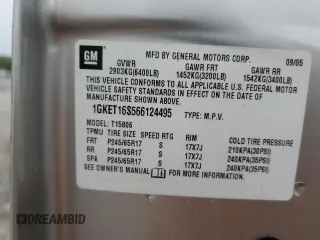 GM
MFD BY GENERAL MOTORS CORP. 09/05
GVWR GAWR FRT GAWR RR
2903KG(6400LB) 1452KG(3200LB) 1542KG(3400LB)
THIS VEHICLE CONFORMS TO ALL APPLICABLE U.S. FEDERAL MOTOR
VEHICLE SAFETY STANDARDS IN EFFECT ON THE DATE OF
MANUFACTURE SHOWN ABOVE.
1GKET16S566124495 TYPE: M.P.V.
MODEL: T15806
TPMU TIRE SIZE SPEED RTG RIM COLD TIRE PRESSURE
FRT P245/65R17 S 17X7J 210KPA(30PSI)
RR P245/65R17 S 17X7J 240KPA(35PSI)
SPA P245/65R17 S 17X7J 240KPA(35PSI)
SEE OWNER'S MANUAL FOR MORE INFORMATION.